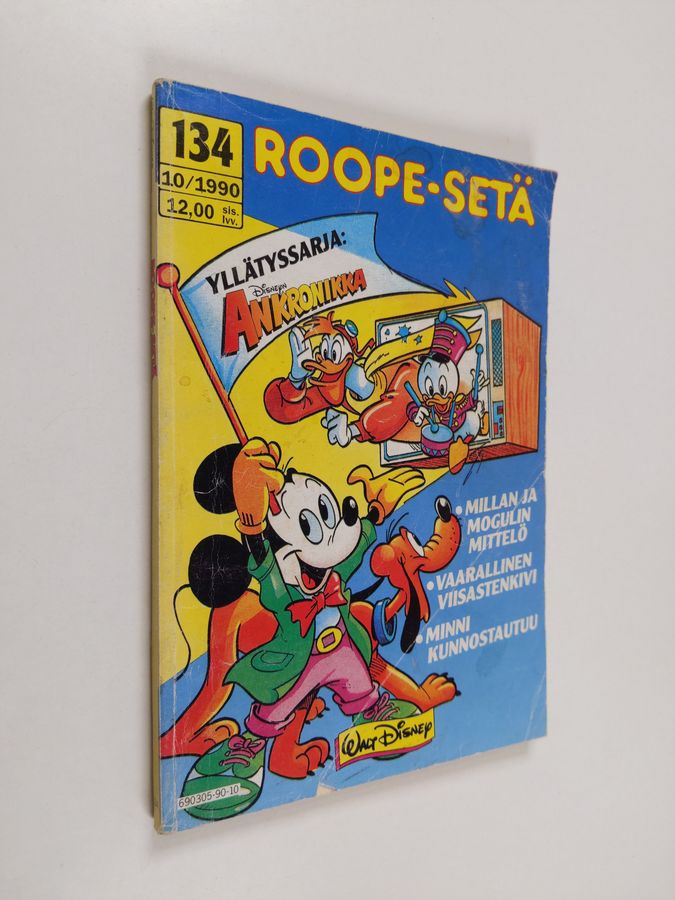 134
10/1990
12,00 sis. lvv.
ROOPE-SETÄ
YLLÄTYSSARJA:
DISNEYN
ANKRONIKKA
• MILLAN JA
MOGULIN
MITTELÖ
• VAARALLINEN
VIISASTENKIVI
• MINNI
KUNNOSTAUTUU
WALT DISNEY
690305-90-10